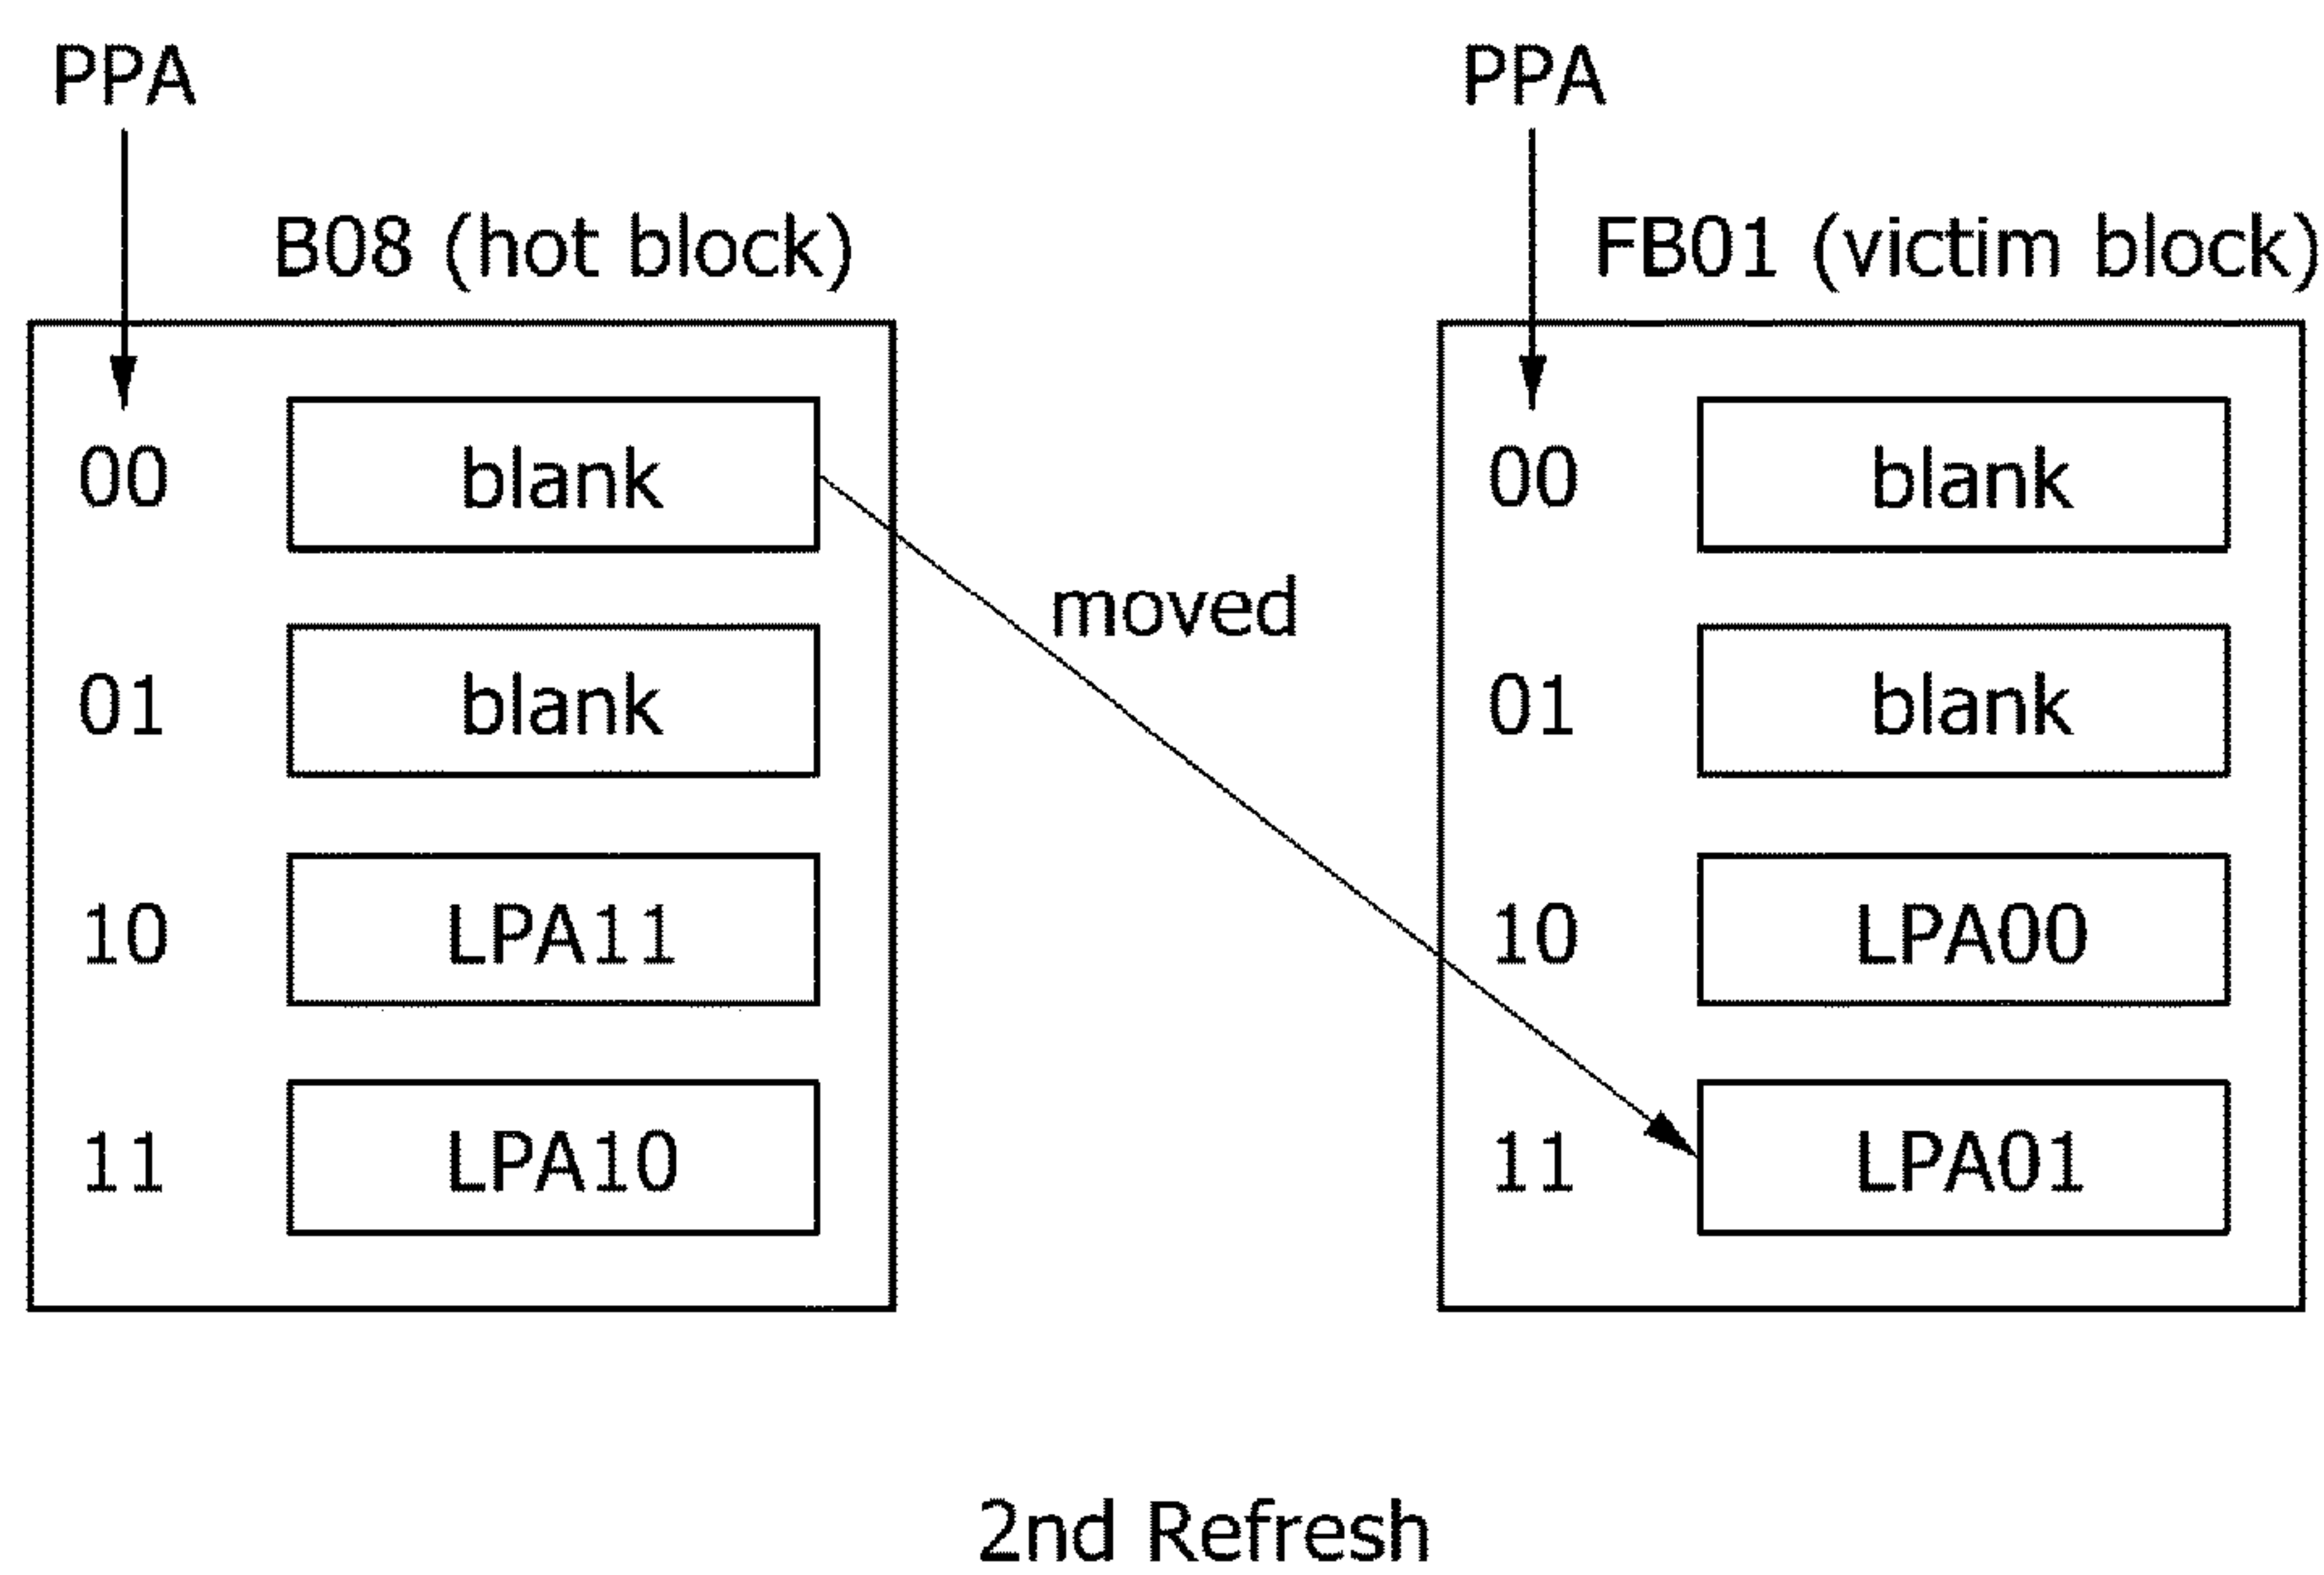 PPA PPA
B08 (hot block) FB01 (victim block)
00 blank 00 blank
moved
01 blank 01 blank
10 LPA11 10 LPA00
11 LPA10 11 LPA01
2nd Refresh